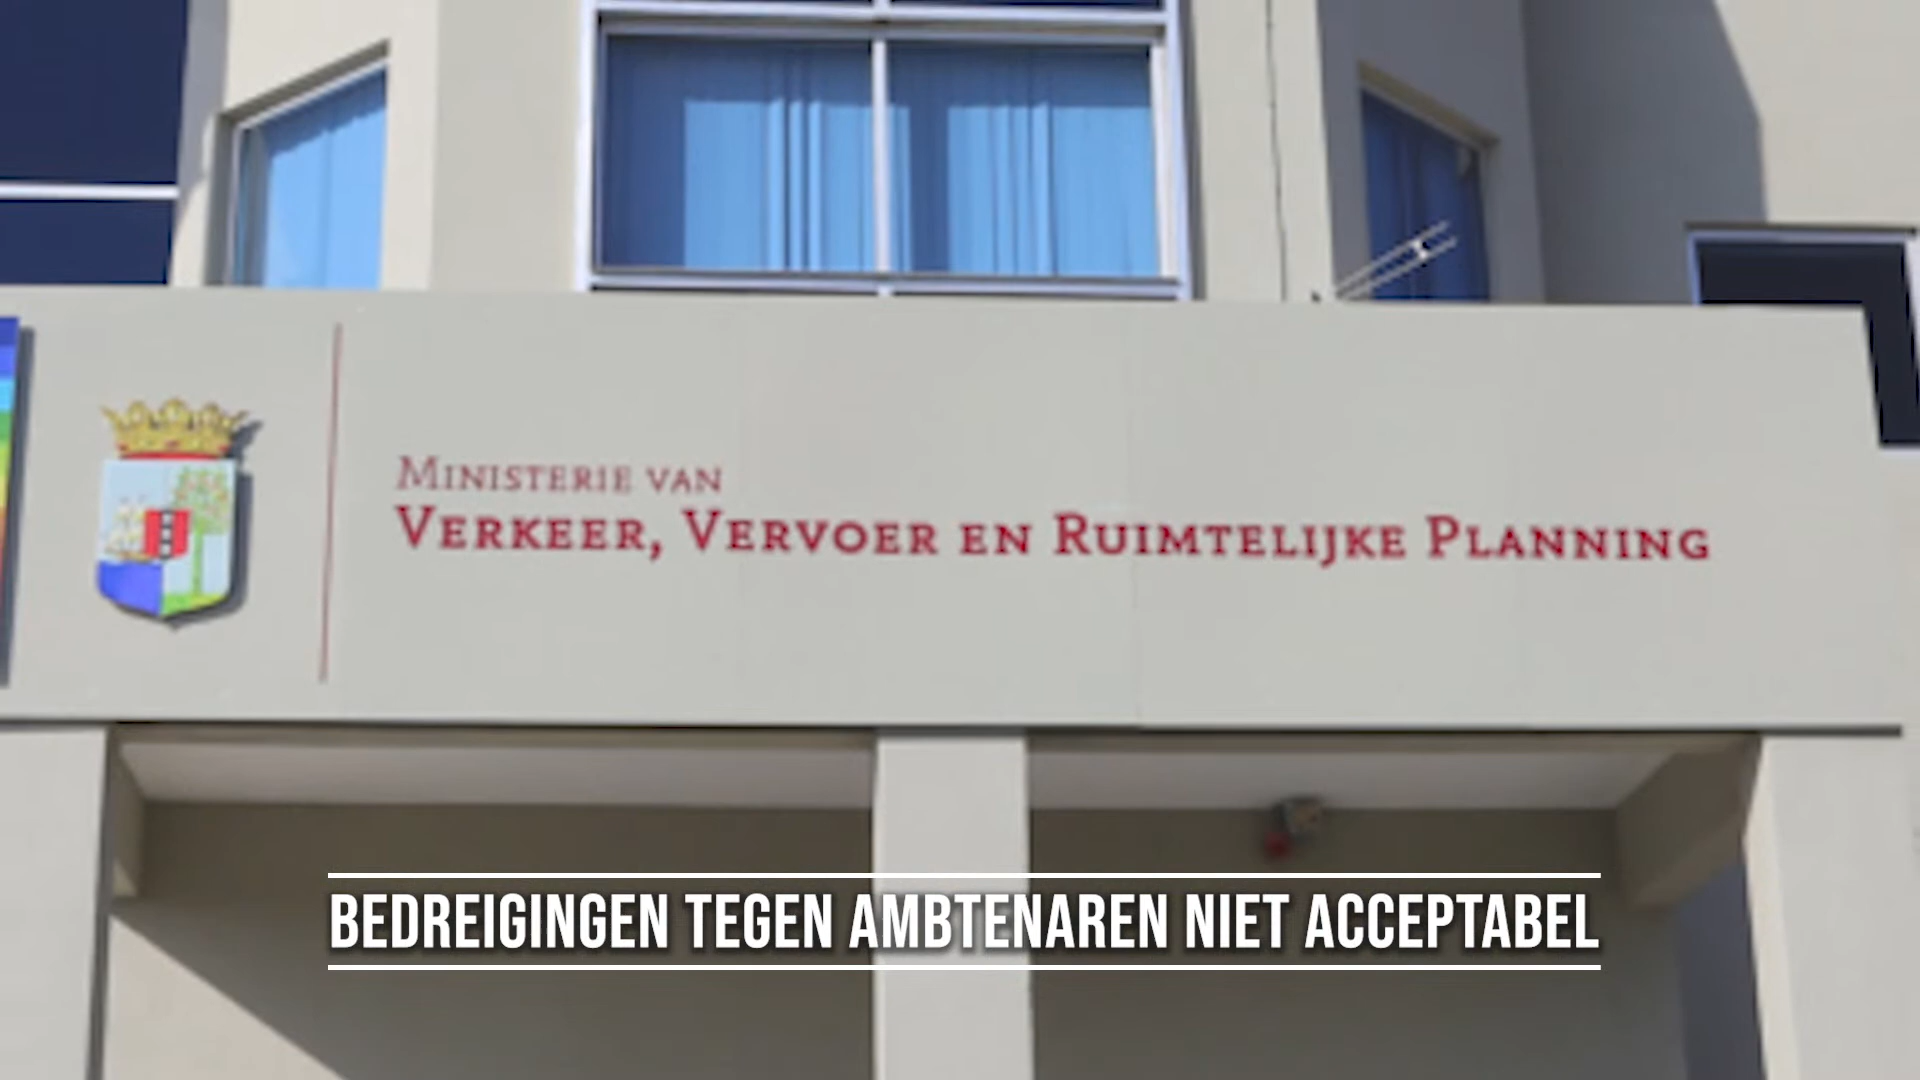 MINISTERIE VAN
VERKEER, VERVOER EN RUIMTELIJKE PLANNING
BEDREIGINGEN TEGEN AMBTENAREN NIET ACCEPTABEL